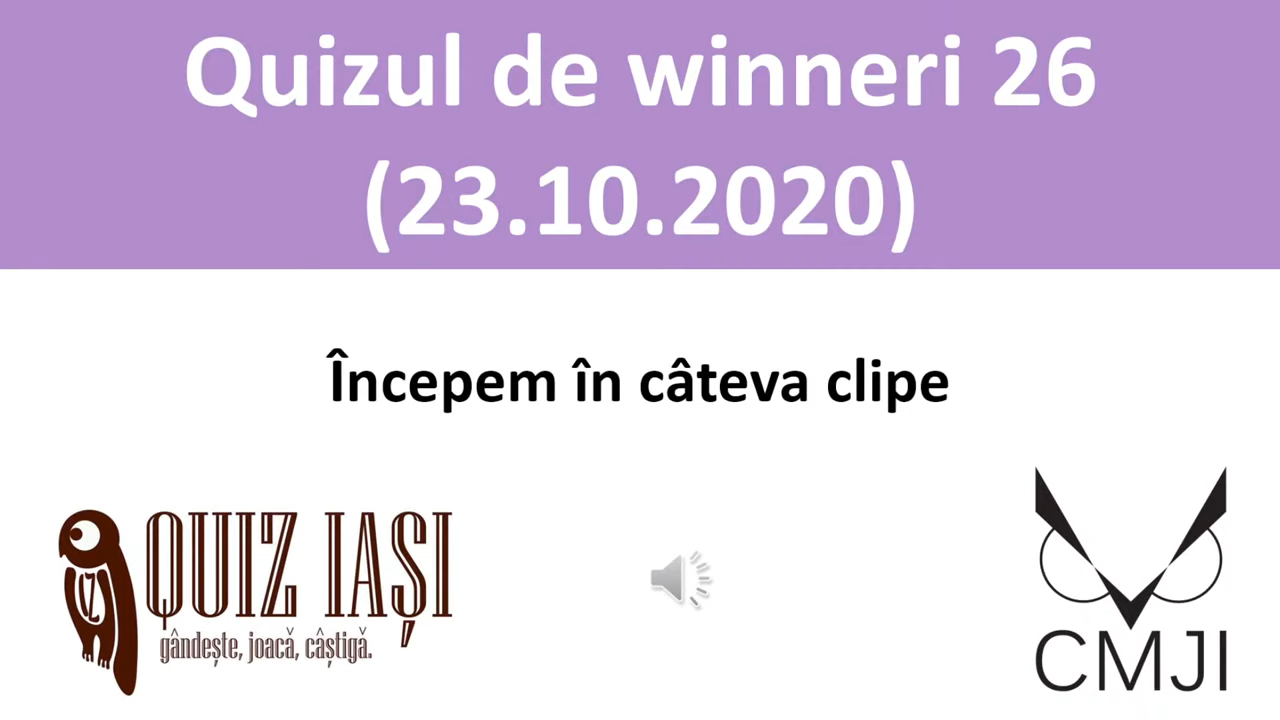 Quizul de winneri 26
(23.10.2020)
Începem în câteva clipe
QUIZ IAȘI
gândește, joacă, câștigă.
CMJI